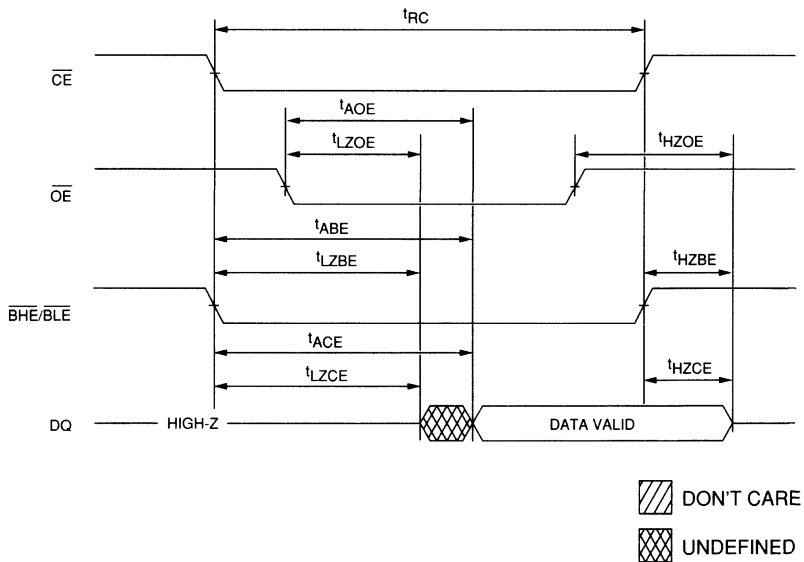 tRC
CE
tAOE
tLZOE
tHZOE
OE
tABE
tLZBE
tHZBE
BHE/BLE
tACE
tLZCE
tHZCE
DQ
HIGH-Z
DATA VALID
DON'T CARE
UNDEFINED